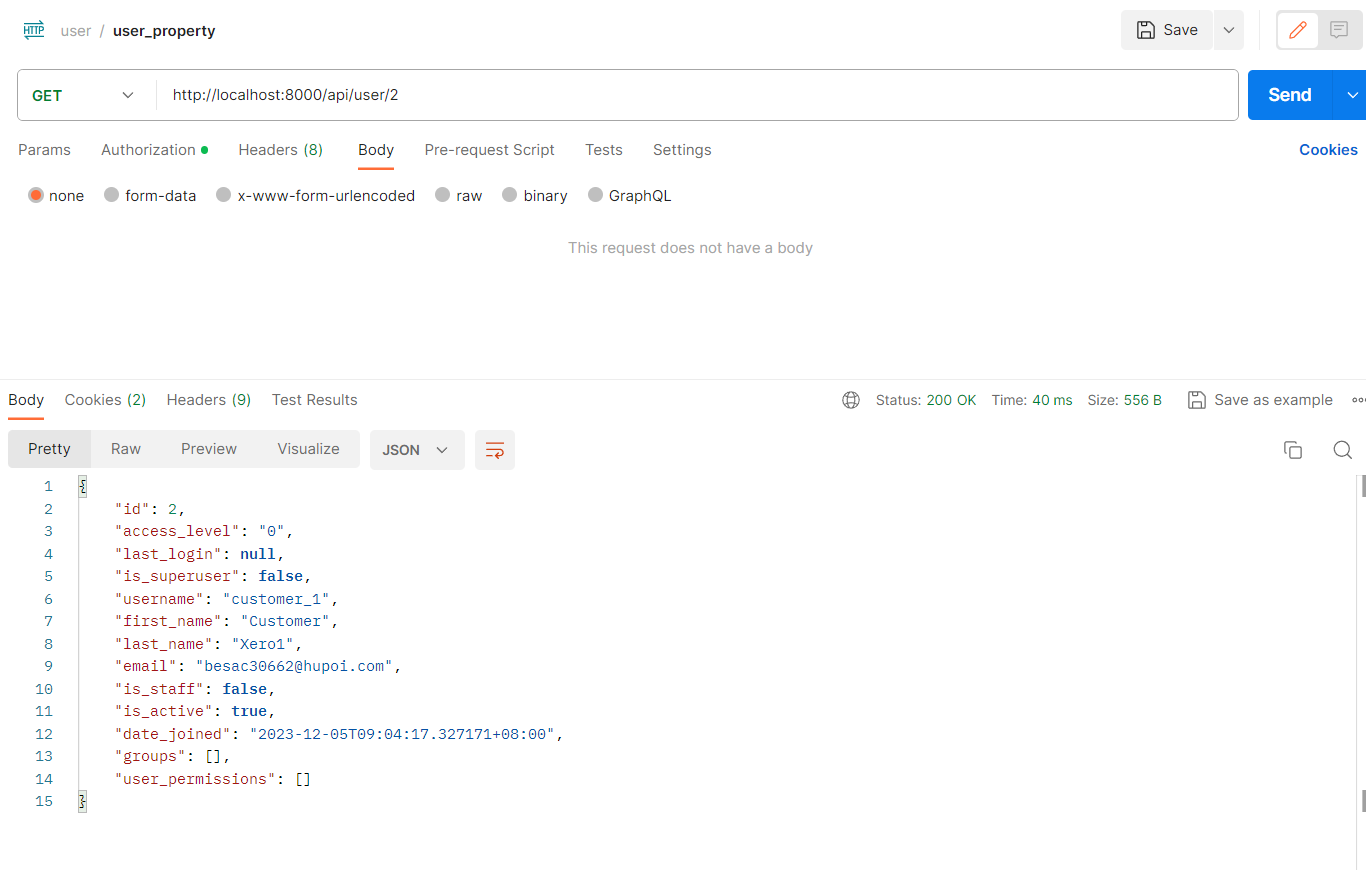 HTTP user / user_property Save
GET http://localhost:8000/api/user/2 Send
Params Authorization Headers (8) Body Pre-request Script Tests Settings Cookies
none form-data x-www-form-urlencoded raw binary GraphQL
This request does not have a body
Body Cookies (2) Headers (9) Test Results Status: 200 OK Time: 40 ms Size: 556 B Save as example
Pretty Raw Preview Visualize JSON
1 {
2 "id": 2,
3 "access_level": "0",
4 "last_login": null,
5 "is_superuser": false,
6 "username": "customer_1",
7 "first_name": "Customer",
8 "last_name": "Xero1",
9 "email": "besac30662@hupoi.com",
10 "is_staff": false,
11 "is_active": true,
12 "date_joined": "2023-12-05T09:04:17.327171+08:00",
13 "groups": [],
14 "user_permissions": []
15 }